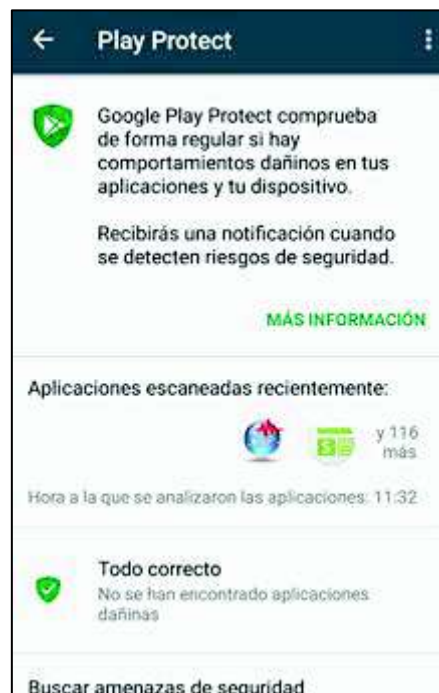 Play Protect
Google Play Protect comprueba
de forma regular si hay
comportamientos dañinos en tus
aplicaciones y tu dispositivo.
Recibirás una notificación cuando
se detecten riesgos de seguridad.
MÁS INFORMACIÓN
Aplicaciones escaneadas recientemente:
y 116
más
Hora a la que se analizaron las aplicaciones: 11:32
Todo correcto
No se han encontrado aplicaciones
dañinas
Buscar amenazas de seguridad